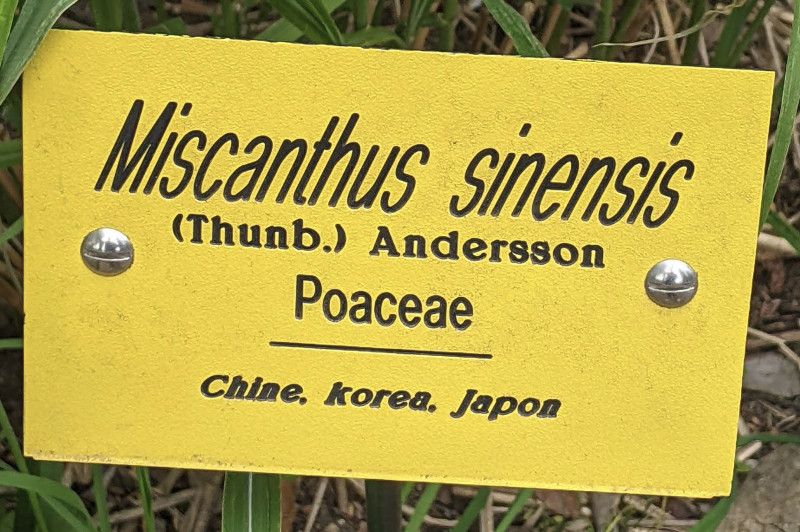 Miscanthus sinensis
(Thunb.) Andersson
Poaceae
Chine, Korea, Japon